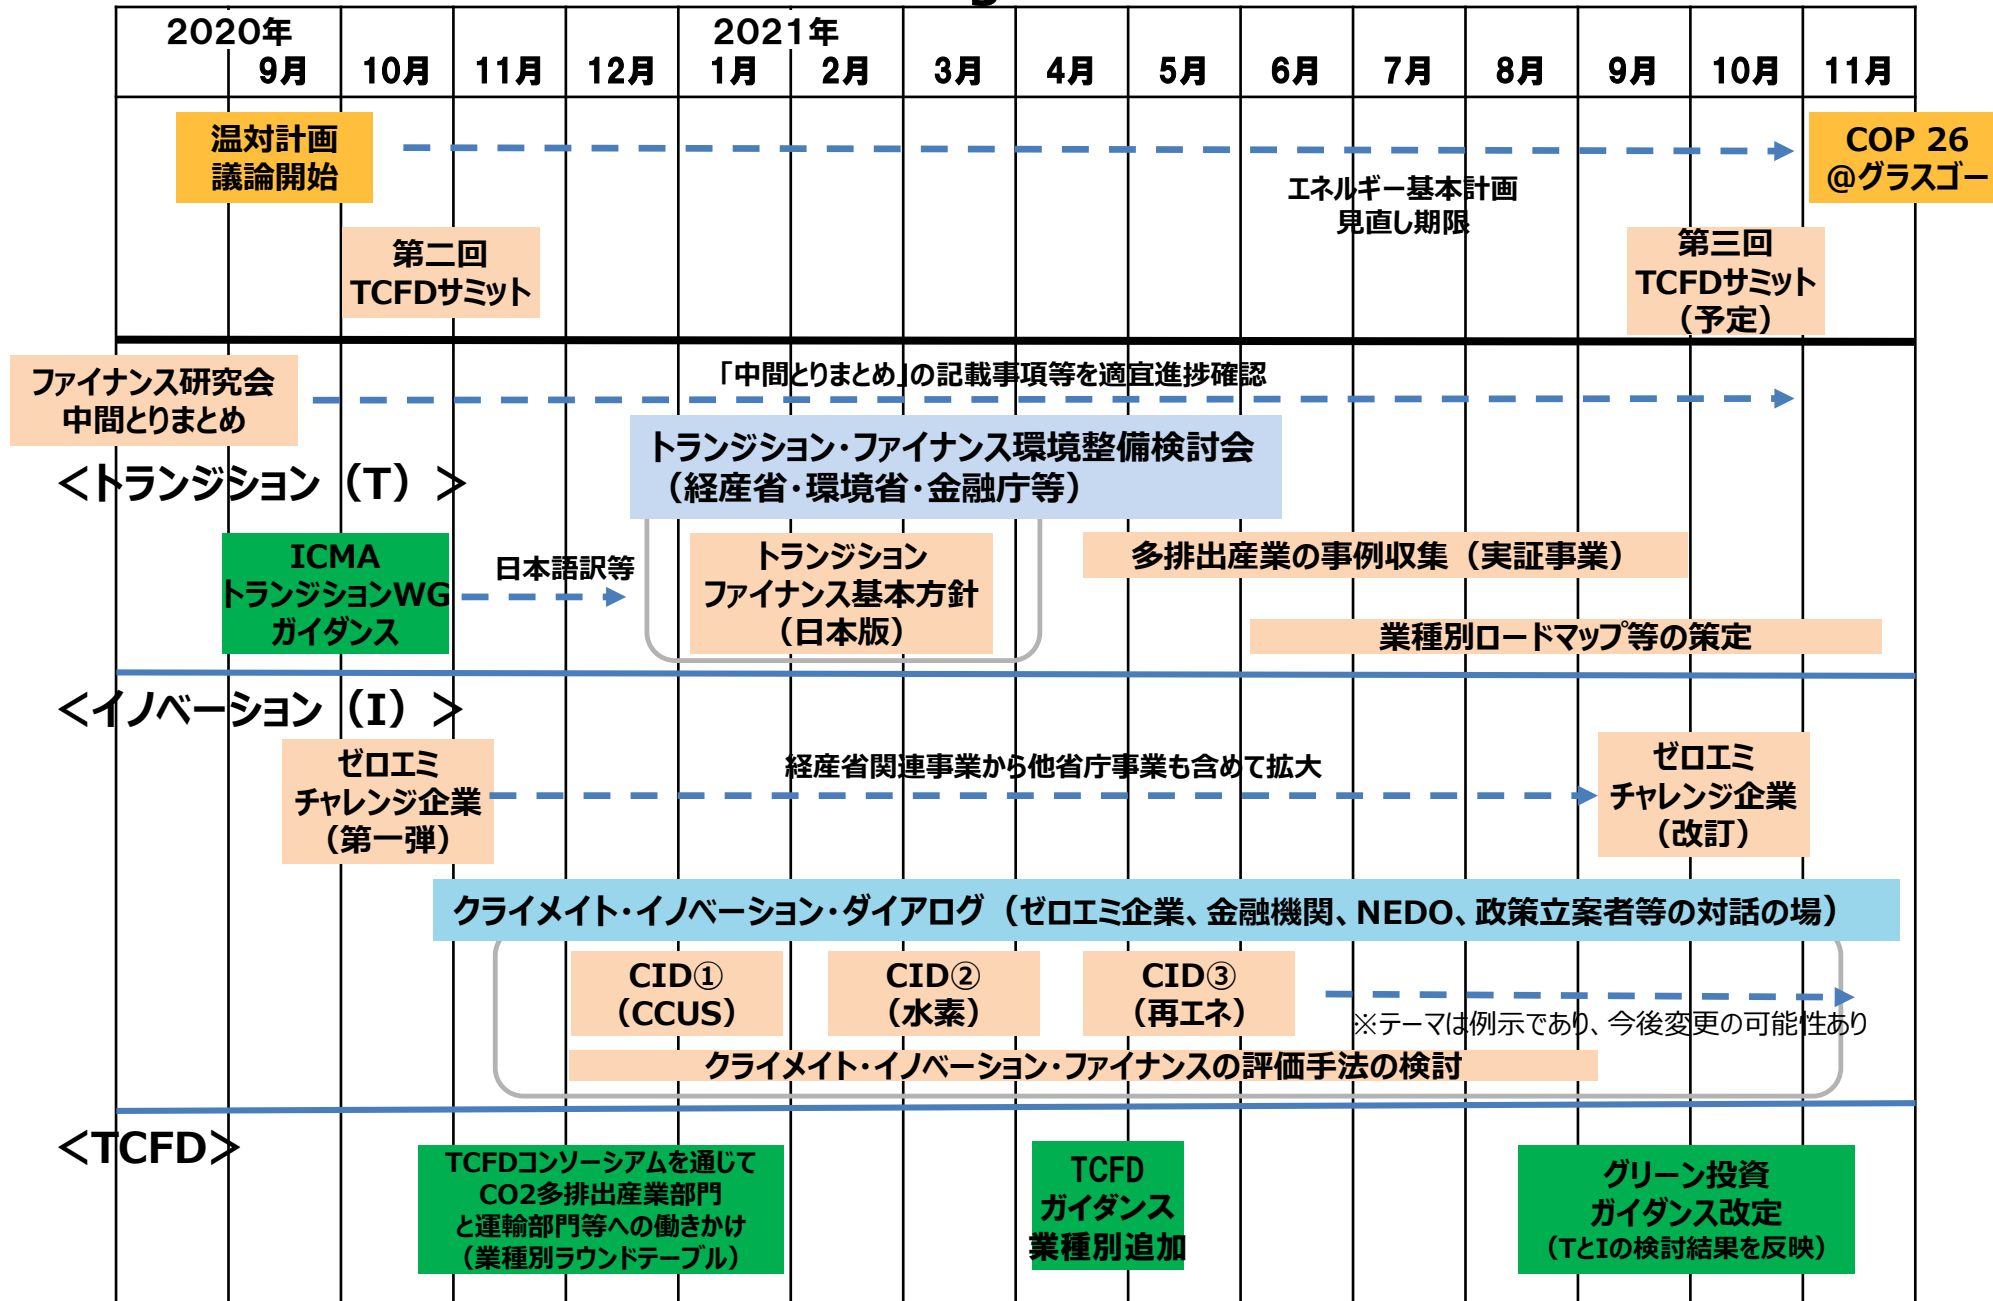 2020年
2021年
9月 10月 11月 12月 1月 2月 3月 4月 5月 6月 7月 8月 9月 10月 11月
温対計画
議論開始
COP 26
@グラスゴー
エネルギー基本計画
見直し期限
第二回
TCFDサミット
第三回
TCFDサミット
（予定）
ファイナンス研究会
中間とりまとめ
「中間とりまとめ」の記載事項等を適宜進捗確認
トランジション・ファイナンス環境整備検討会
（経産省・環境省・金融庁等）
＜トランジション（T）＞
ICMA
トランジションWG
ガイダンス
日本語訳等
トランジション
ファイナンス基本方針
（日本版）
多排出産業の事例収集（実証事業）
業種別ロードマップ等の策定
＜イノベーション（I）＞
ゼロエミ
チャレンジ企業
（第一弾）
経産省関連事業から他省庁事業も含めて拡大
ゼロエミ
チャレンジ企業
（改訂）
クライメイト・イノベーション・ダイアログ（ゼロエミ企業、金融機関、NEDO、政策立案者等の対話の場）
CID①
（CCUS）
CID②
（水素）
CID③
（再エネ）
※テーマは例示であり、今後変更の可能性あり
クライメイト・イノベーション・ファイナンスの評価手法の検討
＜TCFD＞
TCFDコンソーシアムを通じて
CO2多排出産業部門
と運輸部門等への働きかけ
（業種別ラウンドテーブル）
TCFD
ガイダンス
業種別追加
グリーン投資
ガイダンス改定
（TとIの検討結果を反映）